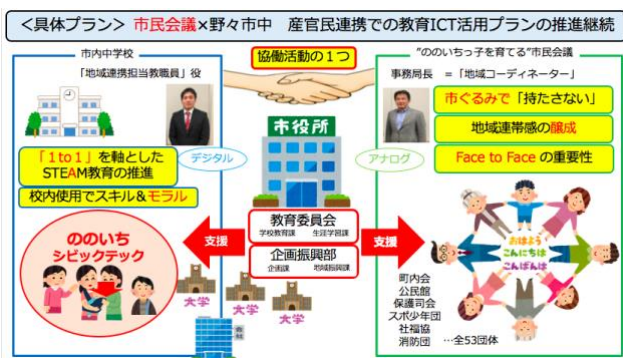 <具体プラン> 市民会議×野々市中　産官民連携での教育ICT活用プランの推進継続
市内中学校
「地域連携担当教職員」役
協働活動の１つ
"ののいちっ子を育てる"市民会議
事務局長　=「地域コーディネーター」
市ぐるみで「持たさない」
地域連帯感の醸成
Face to Face の重要性
市役所
デジタル
アナログ
「1to1」を軸とした
STEAM教育の推進
校内使用でスキル＆モラル
ののいち
シビックテック
支援
教育委員会
学校教育課　生涯学習課
企画振興部
企画課　地域振興課
支援
大学
大学
大学
おはよう
こんにちは
こんばんは
町内会
公民館
保護司会
スポ少年団
社福協
消防団　…全53団体